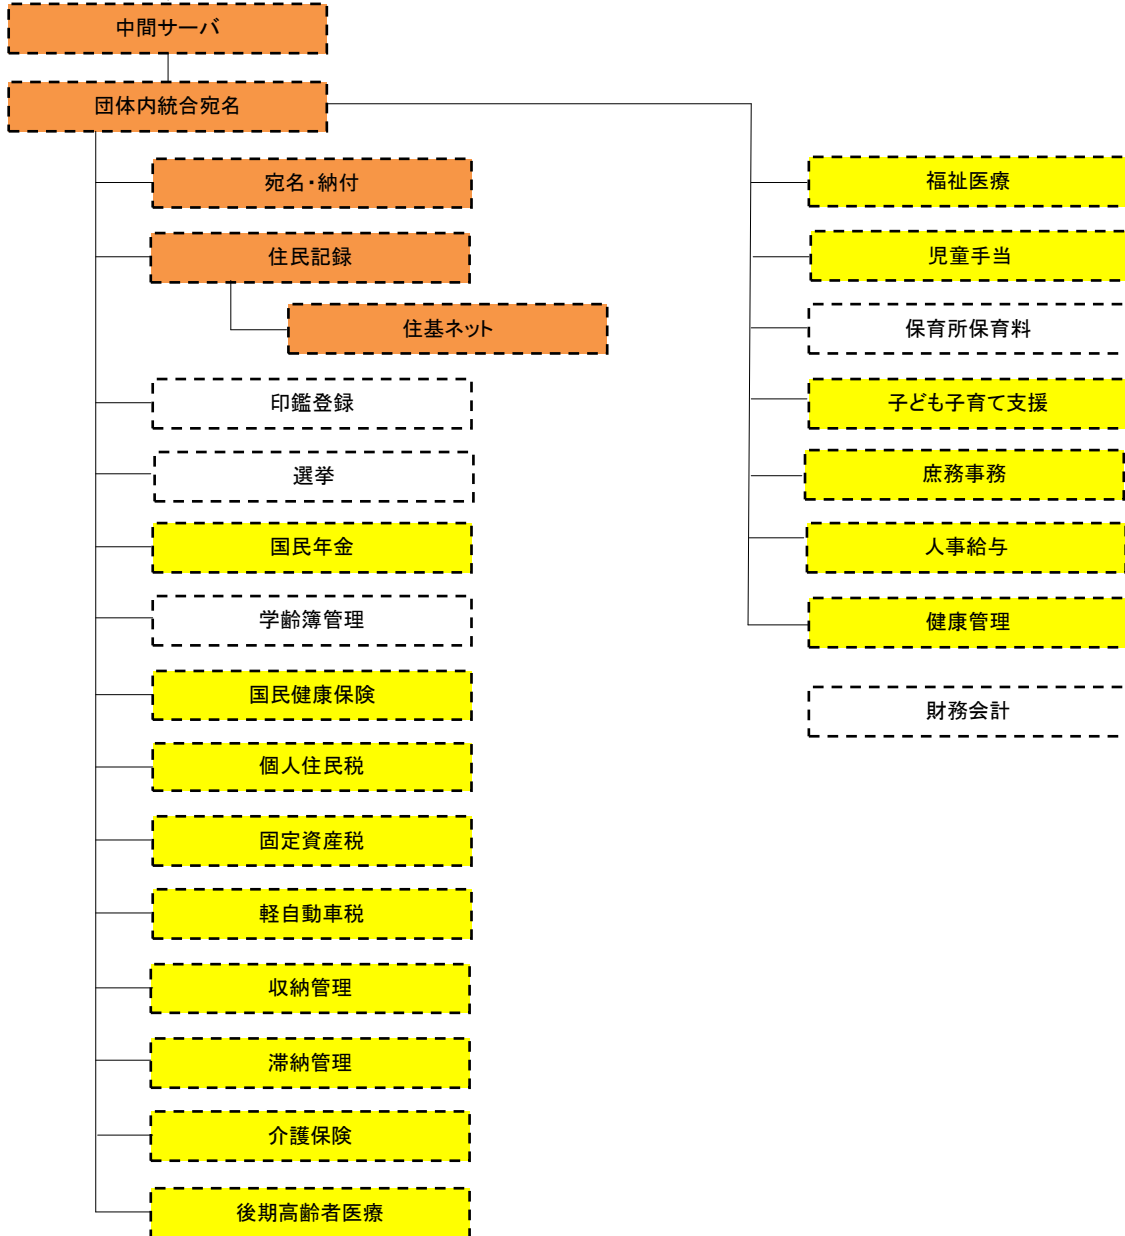 中間サーバ
団体内統合宛名
宛名・納付
住民記録
住基ネット
印鑑登録
選挙
国民年金
学齢簿管理
国民健康保険
個人住民税
固定資産税
軽自動車税
収納管理
滞納管理
介護保険
後期高齢者医療
福祉医療
児童手当
保育所保育料
子ども子育て支援
庶務事務
人事給与
健康管理
財務会計